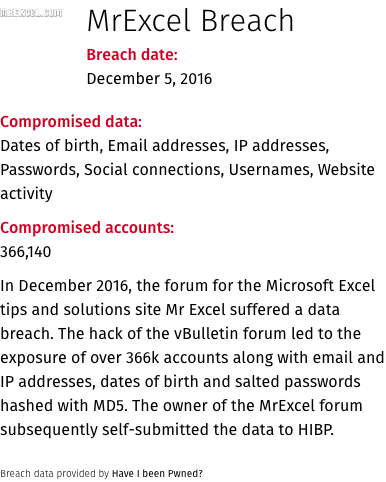 MREXCEL.COM
MrExcel Breach
Breach date:
December 5, 2016
Compromised data:
Dates of birth, Email addresses, IP addresses,
Passwords, Social connections, Usernames, Website
activity
Compromised accounts:
366,140
In December 2016, the forum for the Microsoft Excel
tips and solutions site Mr Excel suffered a data
breach. The hack of the vBulletin forum led to the
exposure of over 366k accounts along with email and
IP addresses, dates of birth and salted passwords
hashed with MD5. The owner of the MrExcel forum
subsequently self-submitted the data to HIBP.
Breach data provided by Have I been Pwned?